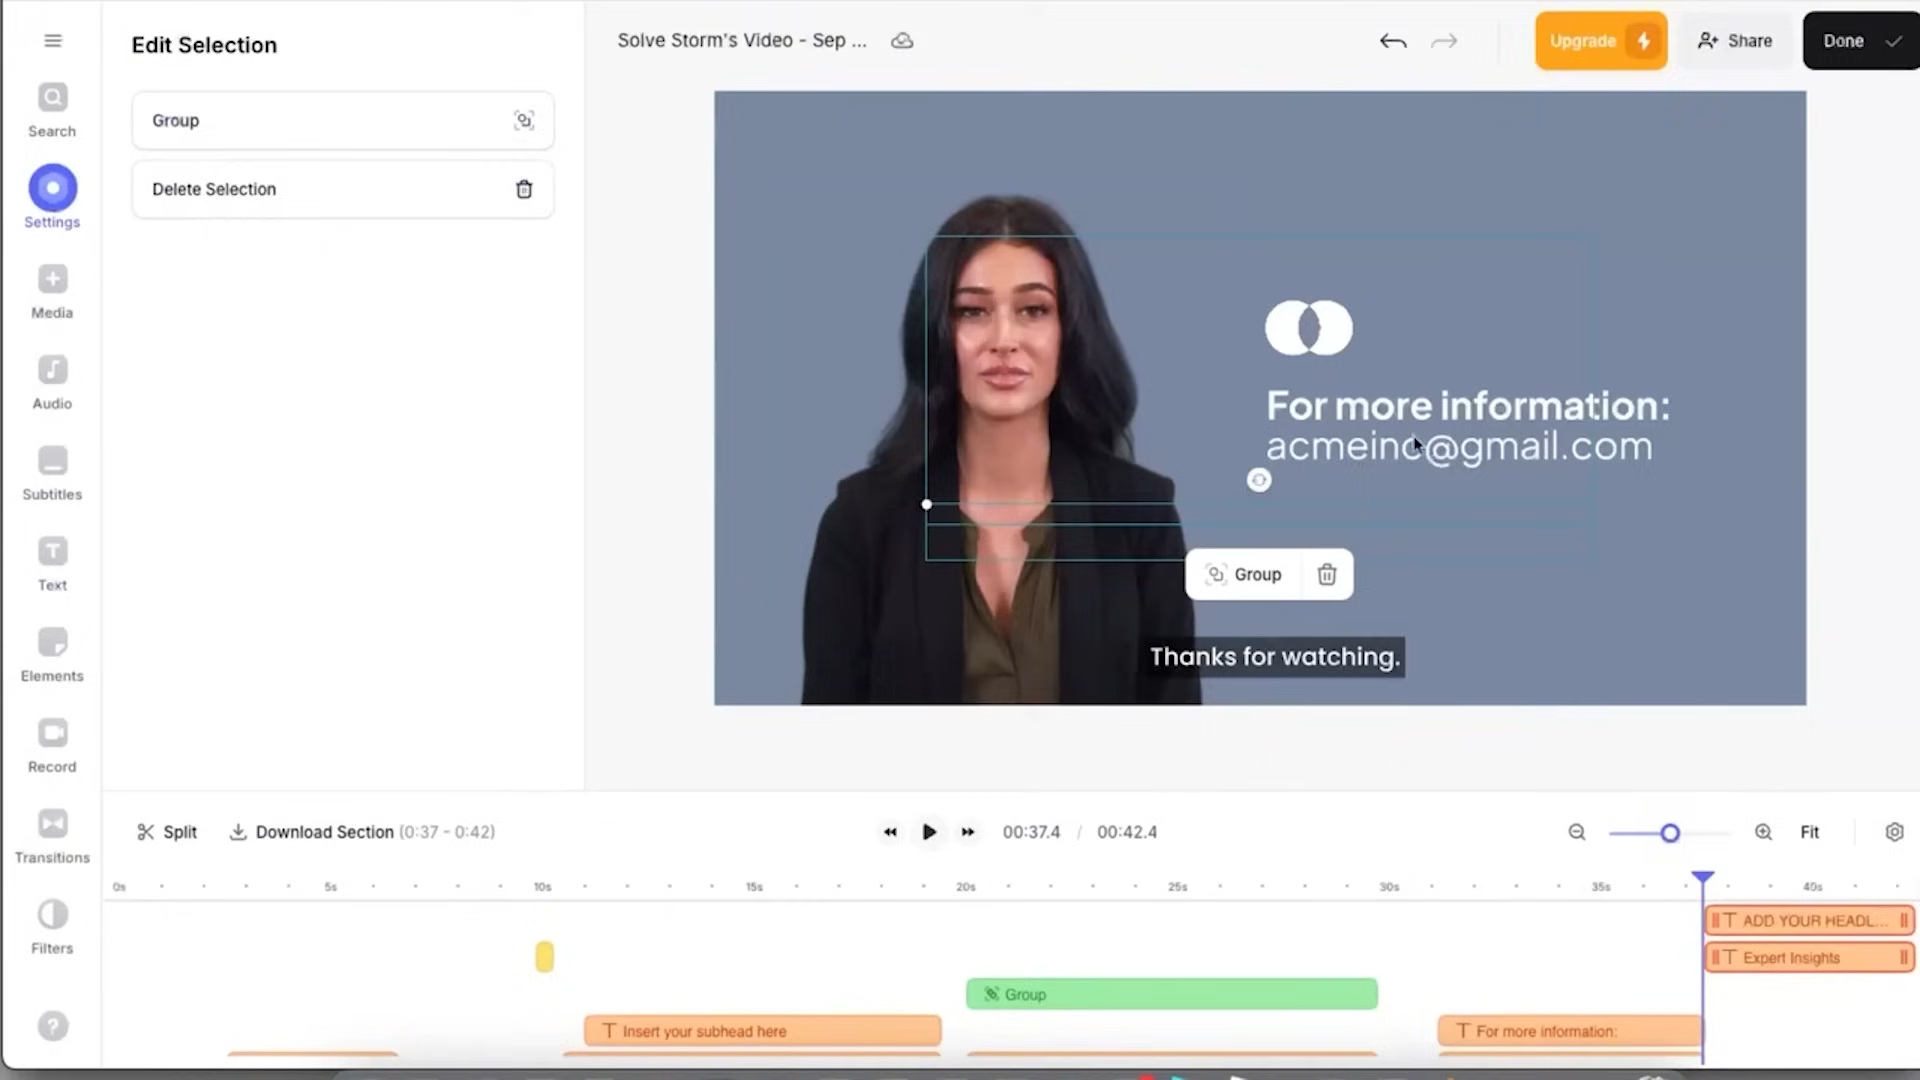 Edit Selection
Solve Storm's Video - Sep ...
Upgrade
Share
Done
Group
Delete Selection
Search
Settings
Media
Audio
Subtitles
Text
Elements
Record
Transitions
Filters
For more information:
acmeinc@gmail.com
Group
Thanks for watching.
Split
Download Section (0:37 - 0:42)
00:37.4 / 00:42.4
Fit
0s 5s 10s 15s 20s 25s 30s 35s 40s
T ADD YOUR HEADL...
T Expert Insights
Group
T Insert your subhead here
T For more information:
?